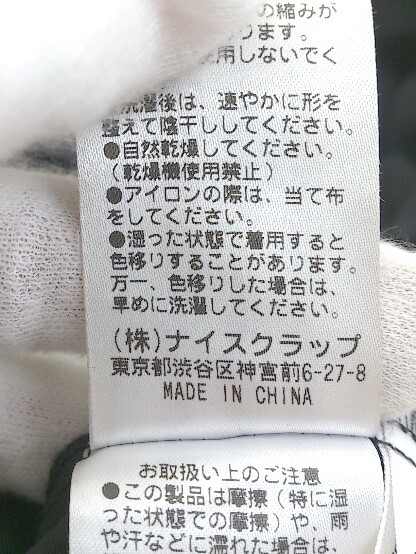 の縮みが
ります。
使用しないでく
洗濯後は、速やかに形を
整えて陰干ししてください。
●自然乾燥してください。
(乾燥機使用禁止)
●アイロンの際は、当て布
をしてください。
●湿った状態で着用すると
色移りすることがあります。
万一、色移りした場合は、
早めに洗濯してください。
(株)ナイスクラップ
東京都渋谷区神宮前6-27-8
MADE IN CHINA
お取扱い上のご注意
●この製品は摩擦(特に湿
った状態での摩擦)や、雨
や汗などに濡れた場合は、